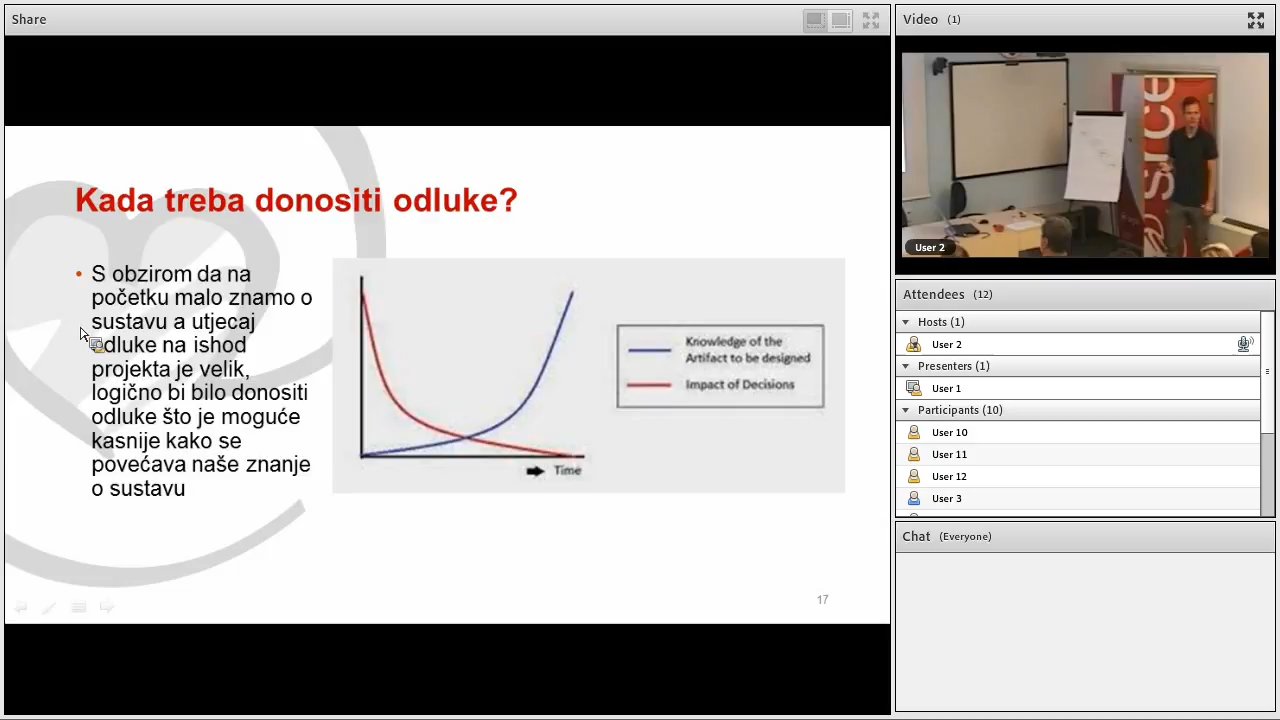 Share
Kada treba donositi odluke?
• S obzirom da na
početku malo znamo o
sustavu a utjecaj
odluke na ishod
projekta je velik,
logično bi bilo donositi
odluke što je moguće
kasnije kako se
povećava naše znanje
o sustavu
Knowledge of the
Artifact to be designed
Impact of Decisions
Time
17
Video (1)
srce
User 2
Attendees (12)
Hosts (1)
User 2
Presenters (1)
User 1
Participants (10)
User 10
User 11
User 12
User 3
Chat (Everyone)